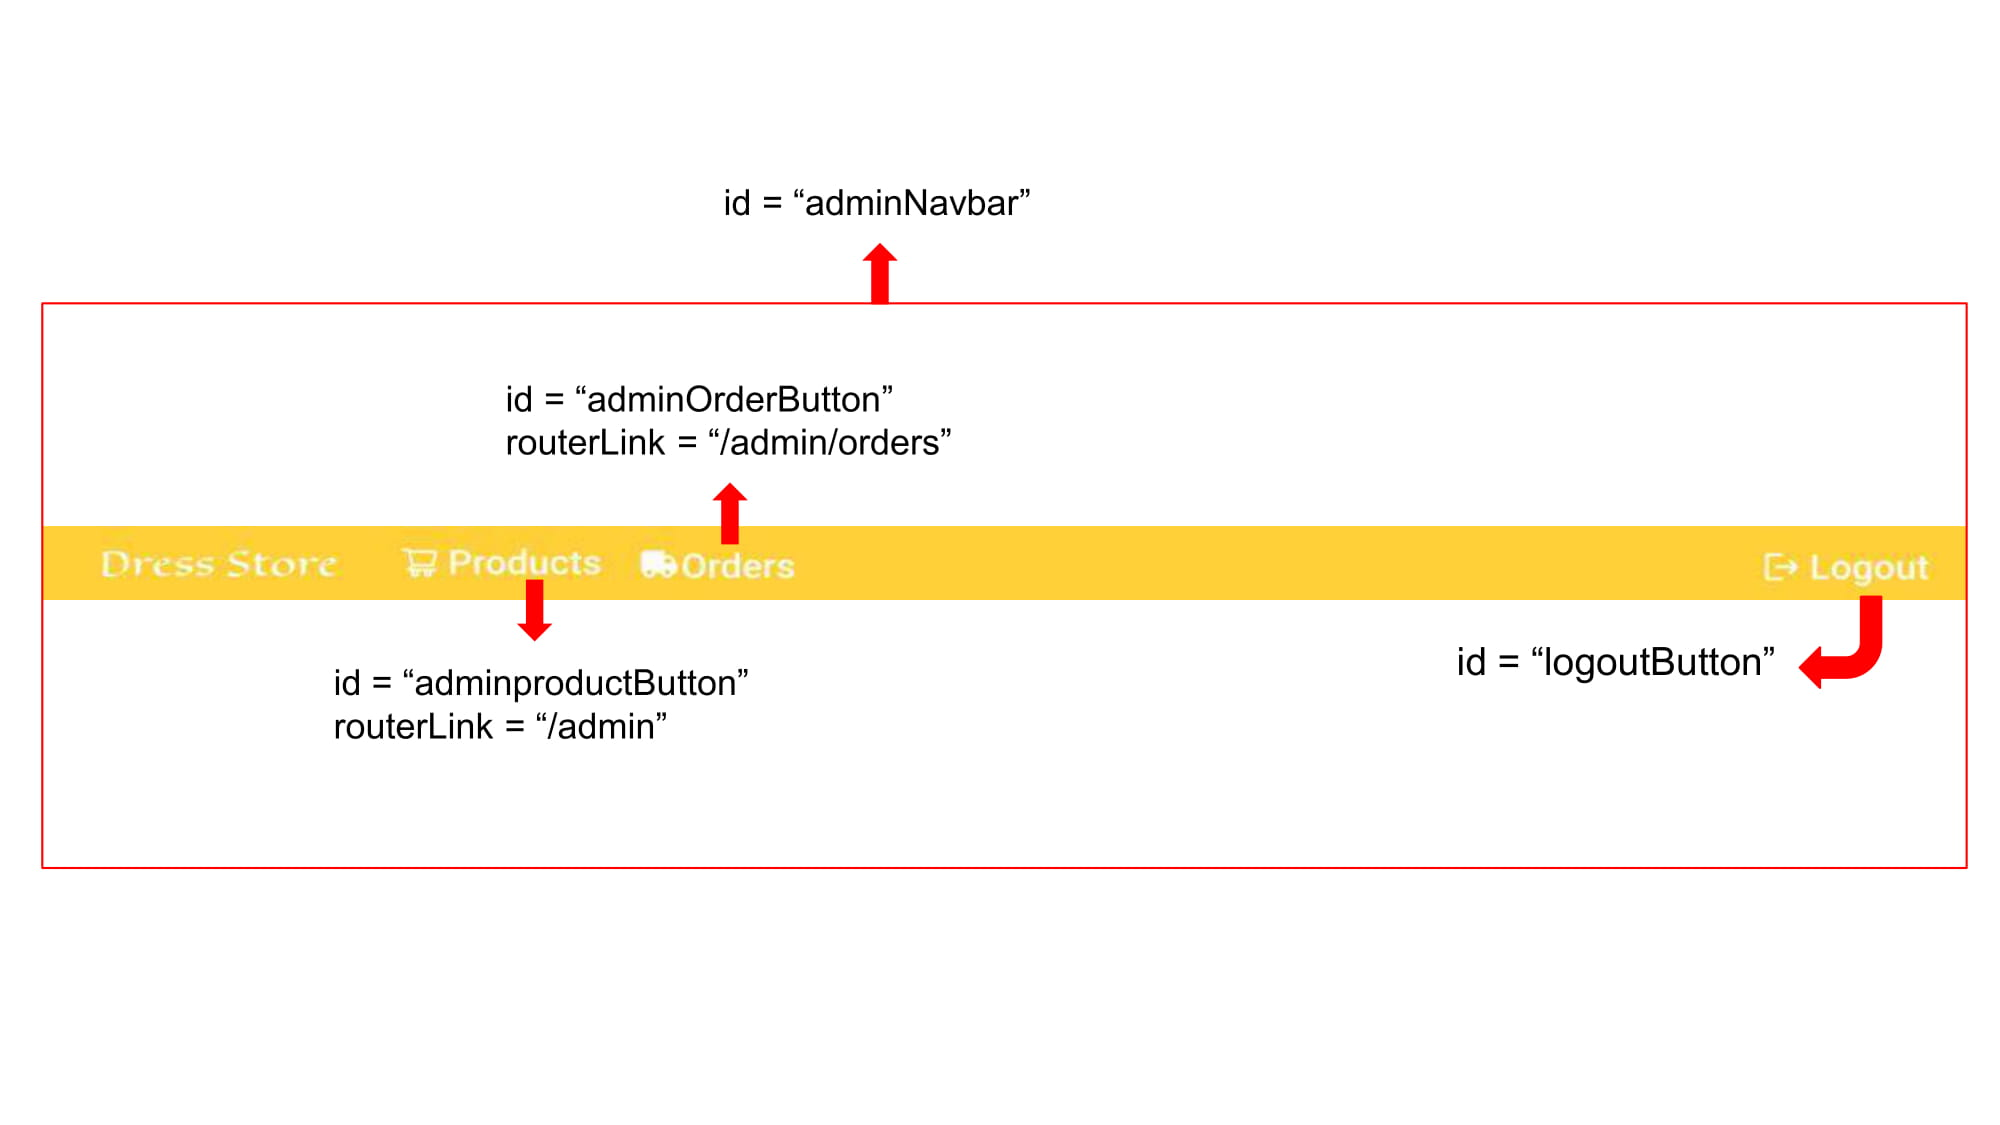 id = “adminNavbar”
id = “adminOrderButton”
routerLink = “/admin/orders”
Dress Store Products Orders Logout
id = “adminproductButton”
routerLink = “/admin”
id = “logoutButton”